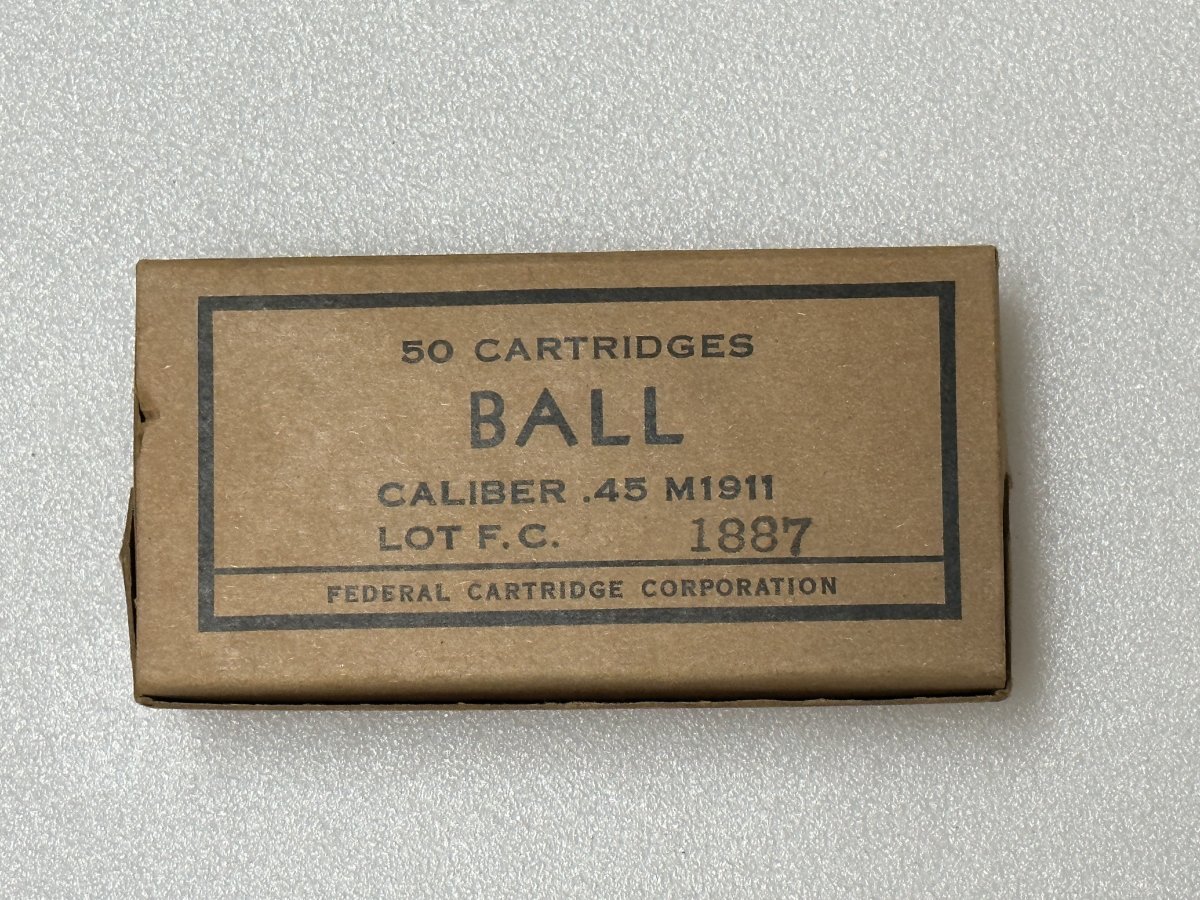 50 CARTRIDGES
BALL
CALIBER .45 M1911
LOT F.C. 1887
FEDERAL CARTRIDGE CORPORATION